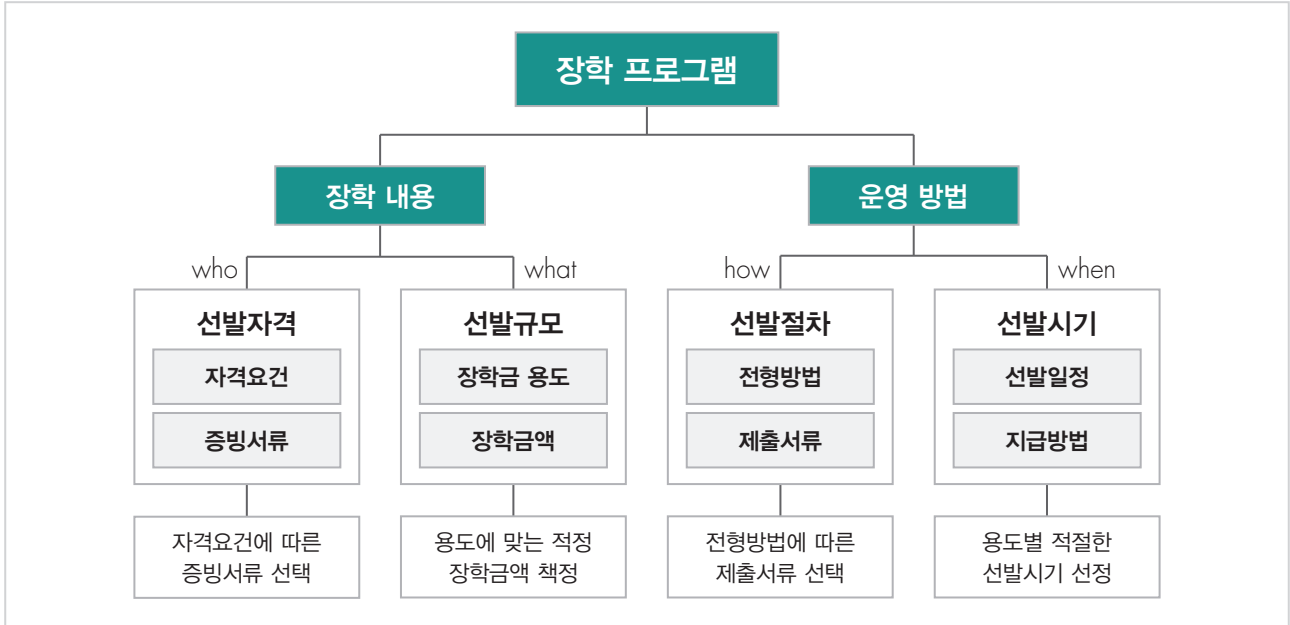 장학 프로그램
장학 내용
운영 방법
who
what
how
when
선발자격
자격요건
증빙서류
선발규모
장학금 용도
장학금액
선발절차
전형방법
제출서류
선발시기
선발일정
지급방법
자격요건에 따른
증빙서류 선택
용도에 맞는 적정
장학금액 책정
전형방법에 따른
제출서류 선택
용도별 적절한
선발시기 선정